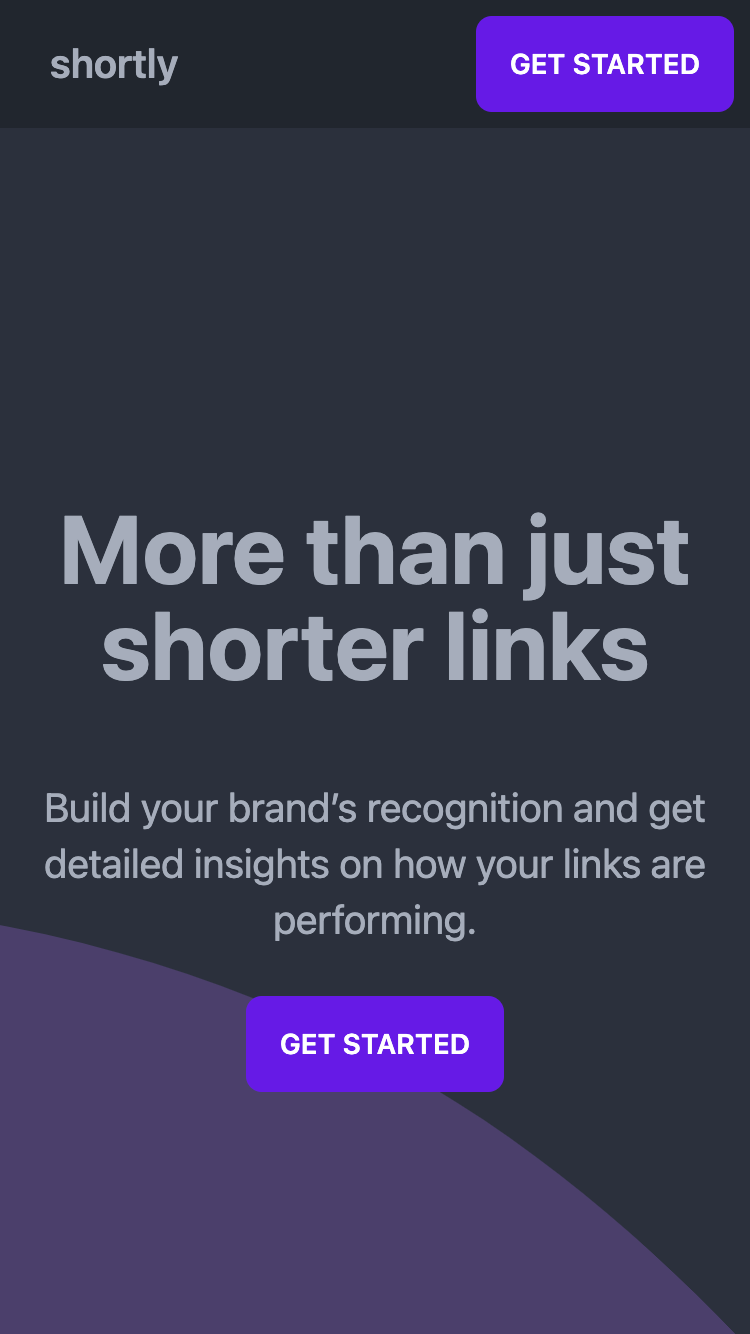 shortly
GET STARTED
More than just
shorter links
Build your brand’s recognition and get
detailed insights on how your links are
performing.
GET STARTED